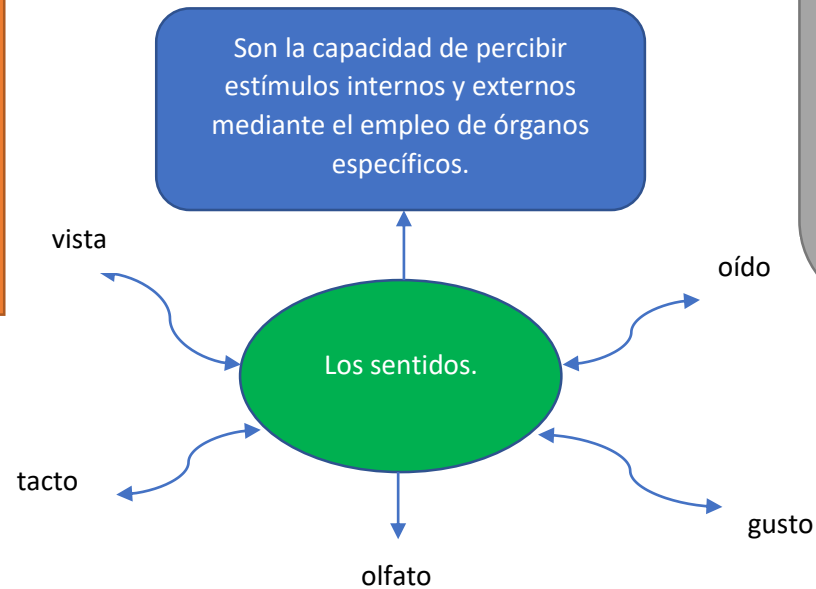 Son la capacidad de percibir
estímulos internos y externos
mediante el empleo de órganos
específicos.
vista
oído
Los sentidos.
tacto
gusto
olfato